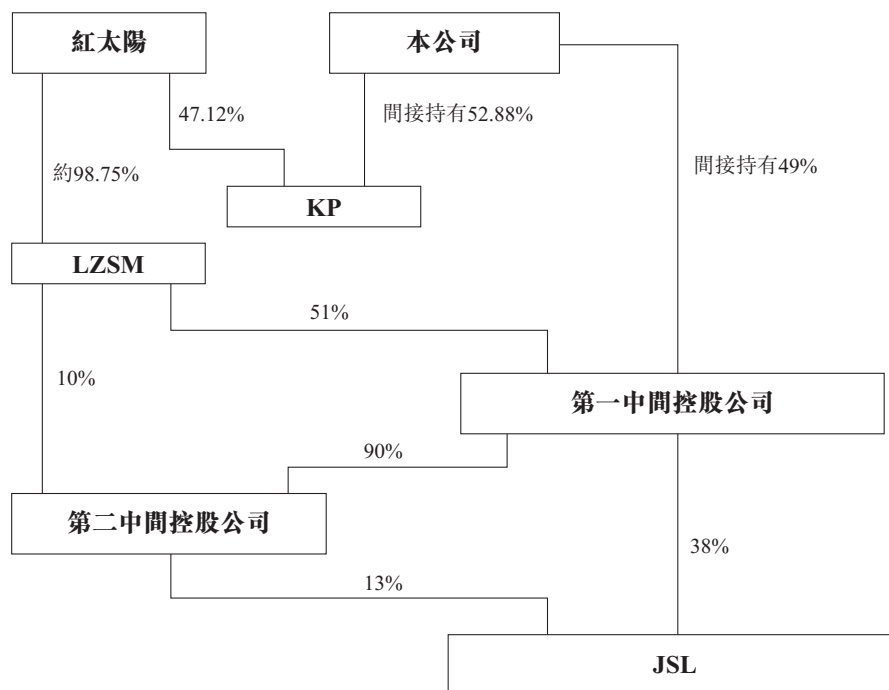 紅太陽
本公司
47.12%
間接持有52.88%
約98.75%
間接持有49%
KP
LZSM
51%
10%
第一中間控股公司
90%
第二中間控股公司
38%
13%
JSL